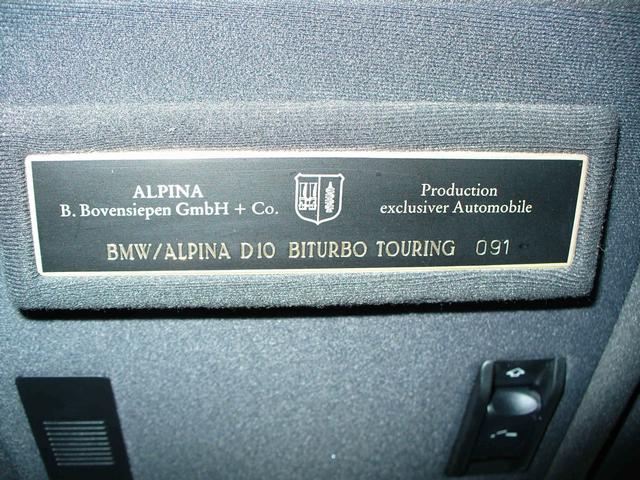 ALPINA
B. Bovensiepen GmbH + Co.
Production
exclusiver Automobile
BMW/ALPINA D10 BITURBO TOURING 091